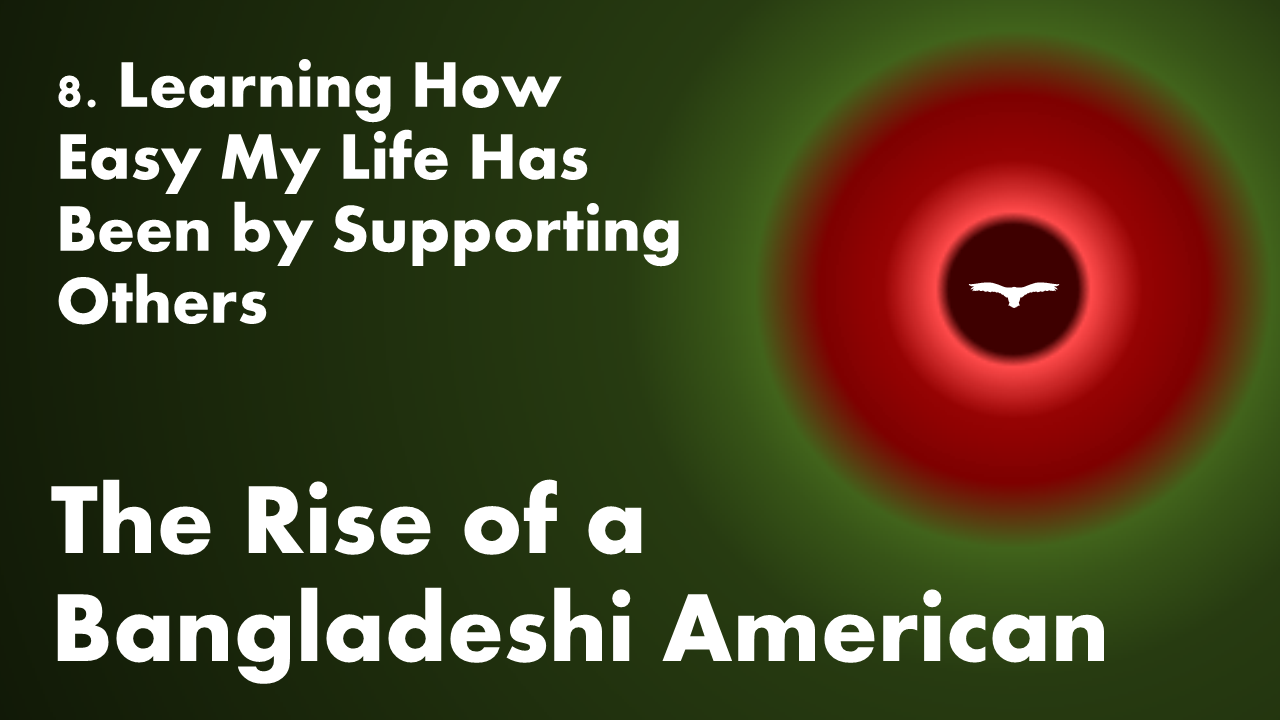 8. Learning How
Easy My Life Has
Been by Supporting
Others
The Rise of a
Bangladeshi American